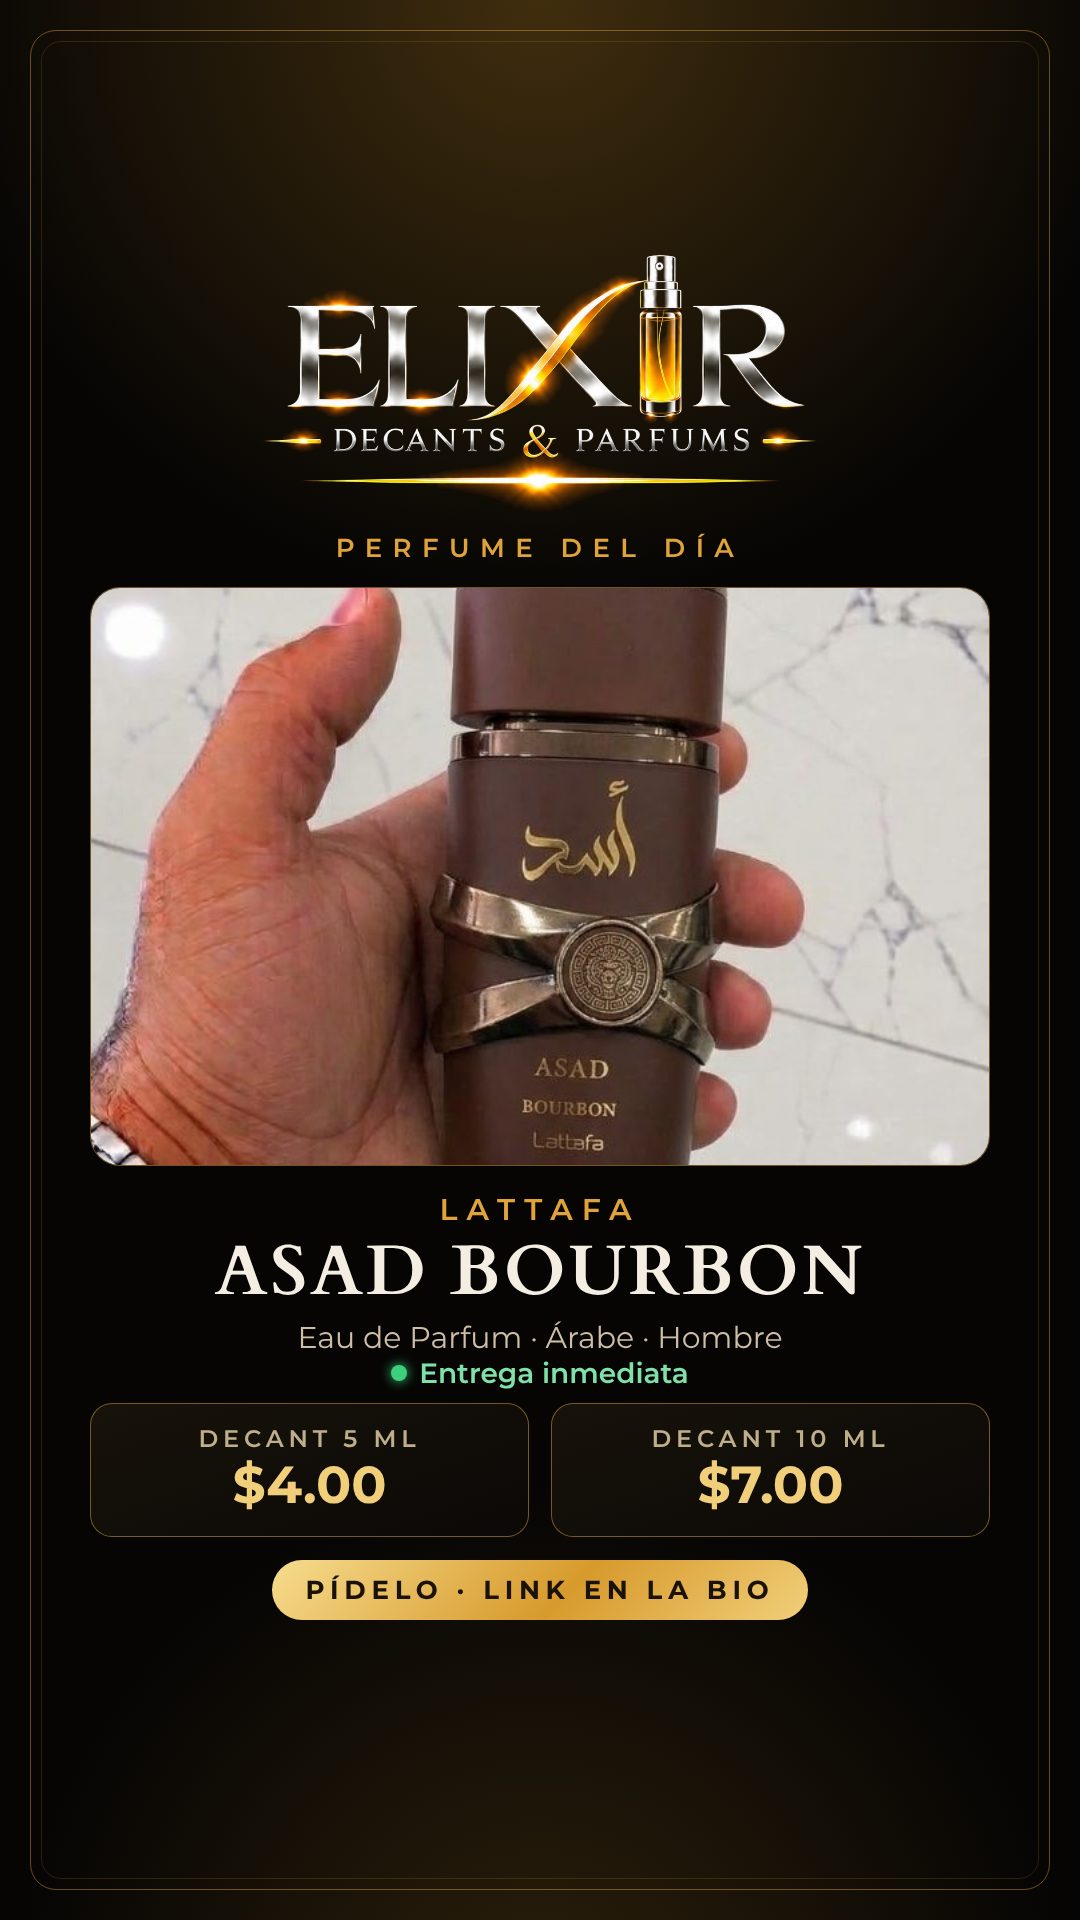 ELIXIR
DECANTS & PARFUMS
PERFUME DEL DÍA
أسد
ASAD
BOURBON
Lattafa
LATTAFA
ASAD BOURBON
Eau de Parfum · Árabe · Hombre
Entrega inmediata
DECANT 5 ML
$4.00
DECANT 10 ML
$7.00
PÍDELO · LINK EN LA BIO